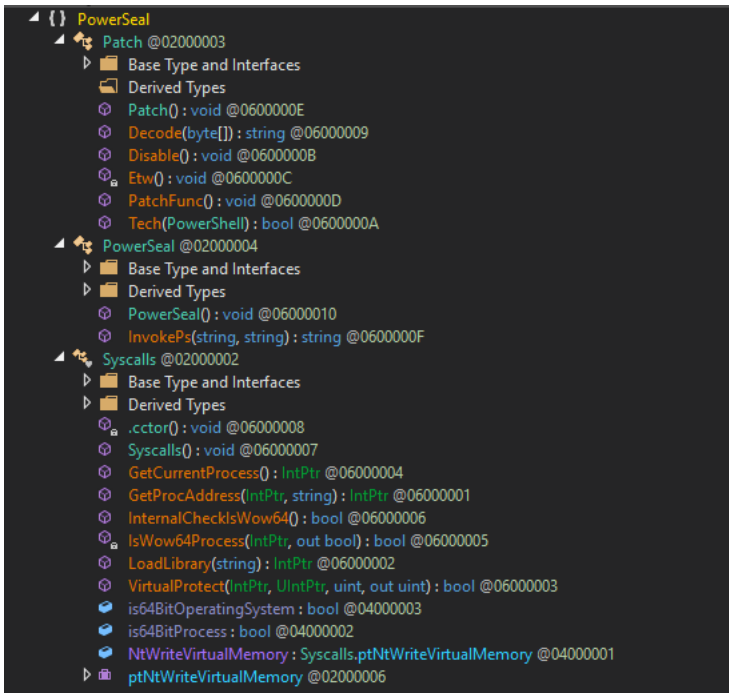 { } PowerSeal
Patch @02000003
Base Type and Interfaces
Derived Types
Patch() : void @0600000E
Decode(byte[]) : string @06000009
Disable() : void @0600000B
Etw() : void @0600000C
PatchFunc() : void @0600000D
Tech(PowerShell) : bool @0600000A
PowerSeal @02000004
Base Type and Interfaces
Derived Types
PowerSeal() : void @06000010
InvokePs(string, string) : string @0600000F
Syscalls @02000002
Base Type and Interfaces
Derived Types
.cctor() : void @06000008
Syscalls() : void @06000007
GetCurrentProcess() : IntPtr @06000004
GetProcAddress(IntPtr, string) : IntPtr @06000001
InternalCheckIsWow64() : bool @06000006
IsWow64Process(IntPtr, out bool) : bool @06000005
LoadLibrary(string) : IntPtr @06000002
VirtualProtect(IntPtr, UIntPtr, uint, out uint) : bool @06000003
is64BitOperatingSystem : bool @04000003
is64BitProcess : bool @04000002
NtWriteVirtualMemory : Syscalls.ptNtWriteVirtualMemory @04000001
ptNtWriteVirtualMemory @02000006